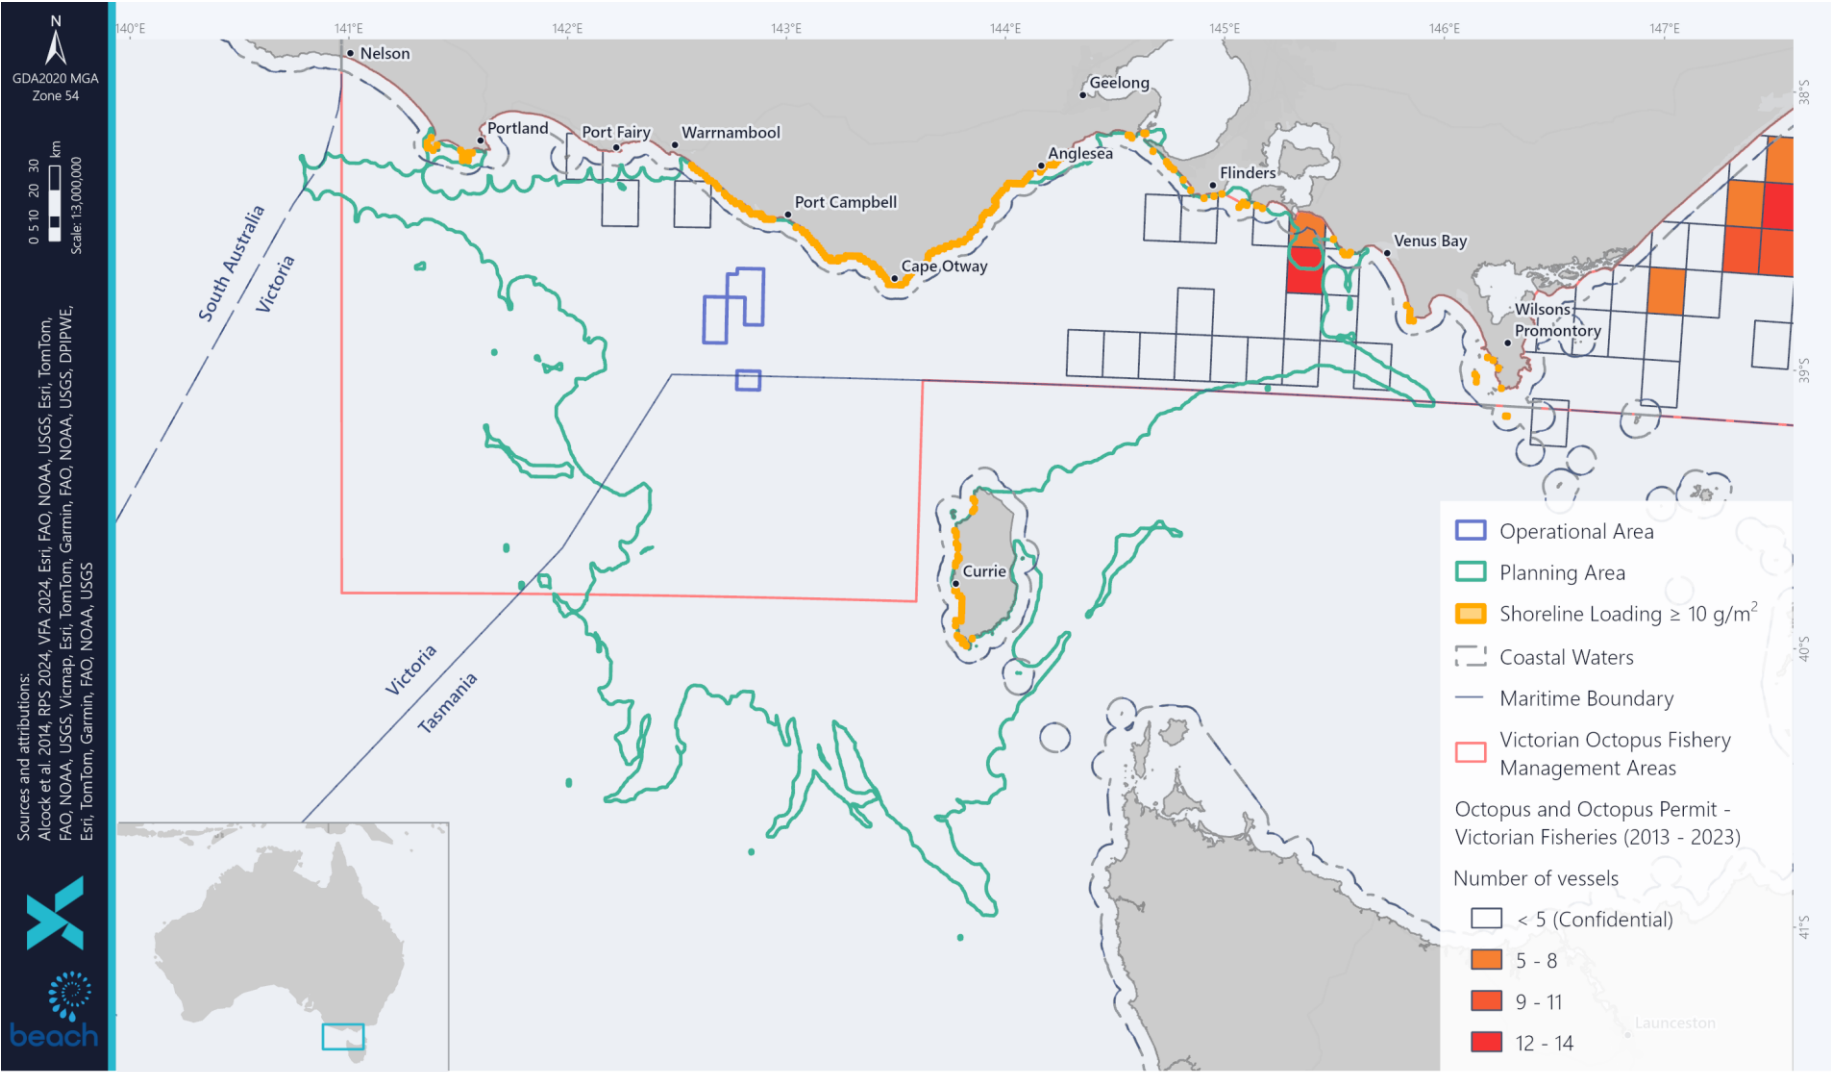 140°E
141°E
142°E
143°E
144°E
145°E
146°E
147°E
N
GDA2020 MGA
Zone 54
0 5 10 20 30
km
Scale: 1:3,000,000
Sources and attributions:
Alcock et al. 2014, RPS 2024, VFA 2024, Esri, FAO, NOAA, USGS, Esri, TomTom,
FAO, NOAA, USGS, Vicmap, Esri, TomTom, Garmin, FAO, NOAA, USGS, DPIPWE,
Esri, TomTom, Garmin, FAO, NOAA, USGS
beach
38°S
39°S
40°S
41°S
Nelson
Portland
Port Fairy
Warrnambool
Port Campbell
Cape Otway
Geelong
Anglesea
Flinders
Venus Bay
Wilsons
Promontory
Currie
South Australia
Victoria
Victoria
Tasmania
Operational Area
Planning Area
Shoreline Loading ≥ 10 g/m²
Coastal Waters
Maritime Boundary
Victorian Octopus Fishery
Management Areas
Octopus and Octopus Permit -
Victorian Fisheries (2013 - 2023)
Number of vessels
< 5 (Confidential)
5 - 8
9 - 11
12 - 14
Launceston